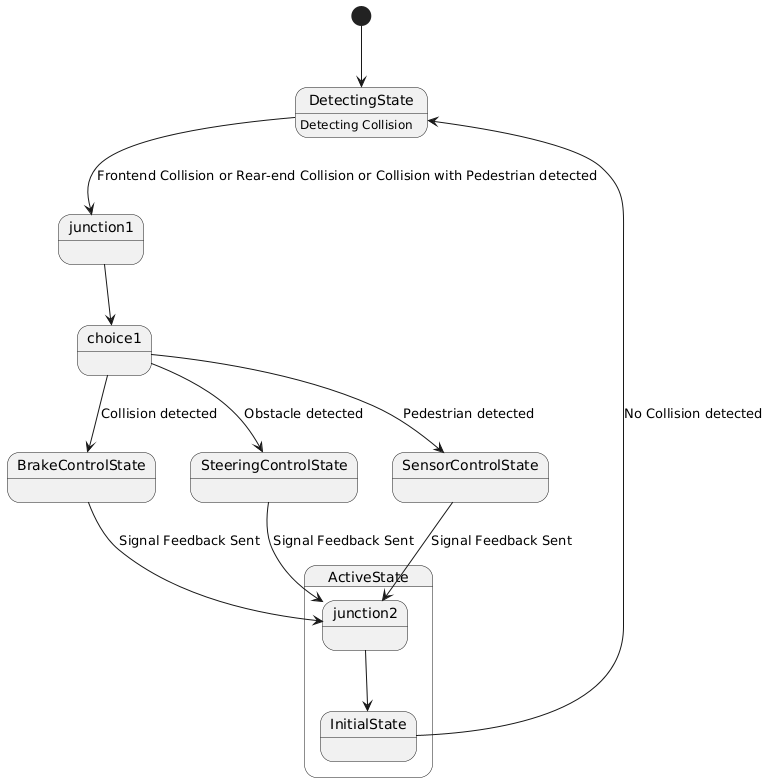 DetectingState
Detecting Collision
Frontend Collision or Rear-end Collision or Collision with Pedestrian detected
junction1
choice1
Collision detected
Obstacle detected
Pedestrian detected
No Collision detected
BrakeControlState
SteeringControlState
SensorControlState
Signal Feedback Sent
Signal Feedback Sent
Signal Feedback Sent
ActiveState
junction2
InitialState